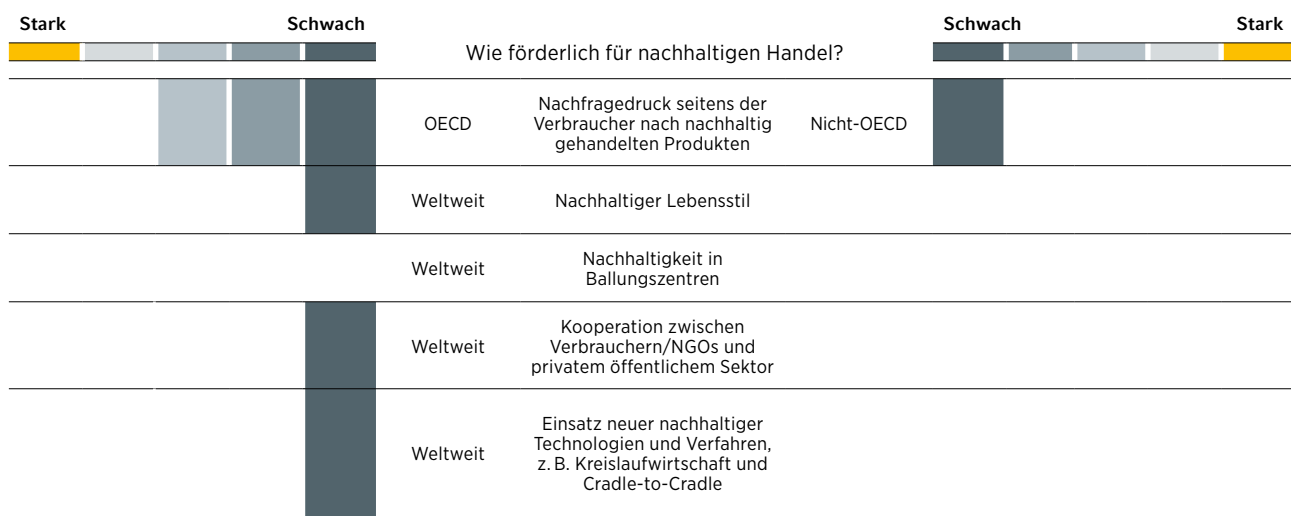 Stark Schwach Schwach Stark
Wie förderlich für nachhaltigen Handel?
OECD
Nachfragedruck seitens der
Verbraucher nach nachhaltig
gehandelten Produkten
Nicht-OECD
Weltweit
Nachhaltiger Lebensstil
Weltweit
Nachhaltigkeit in
Ballungszentren
Weltweit
Kooperation zwischen
Verbrauchern/NGOs und
privatem öffentlichem Sektor
Weltweit
Einsatz neuer nachhaltiger
Technologien und Verfahren,
z. B. Kreislaufwirtschaft und
Cradle-to-Cradle